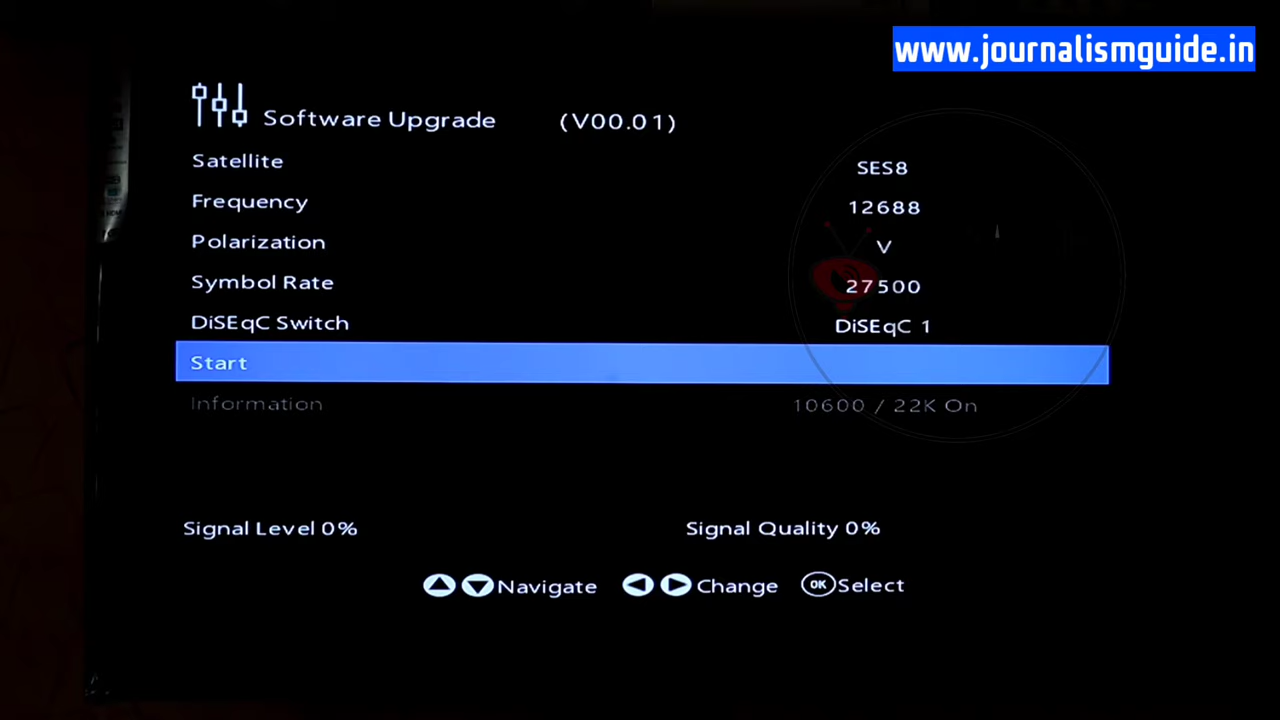 www.journalismguide.in
Software Upgrade (V00.01)
Satellite SES8
Frequency 12688
Polarization V
Symbol Rate 27500
DiSEqC Switch DiSEqC 1
Start
Information 10600 / 22K On
Signal Level 0% Signal Quality 0%
Navigate Change OK Select